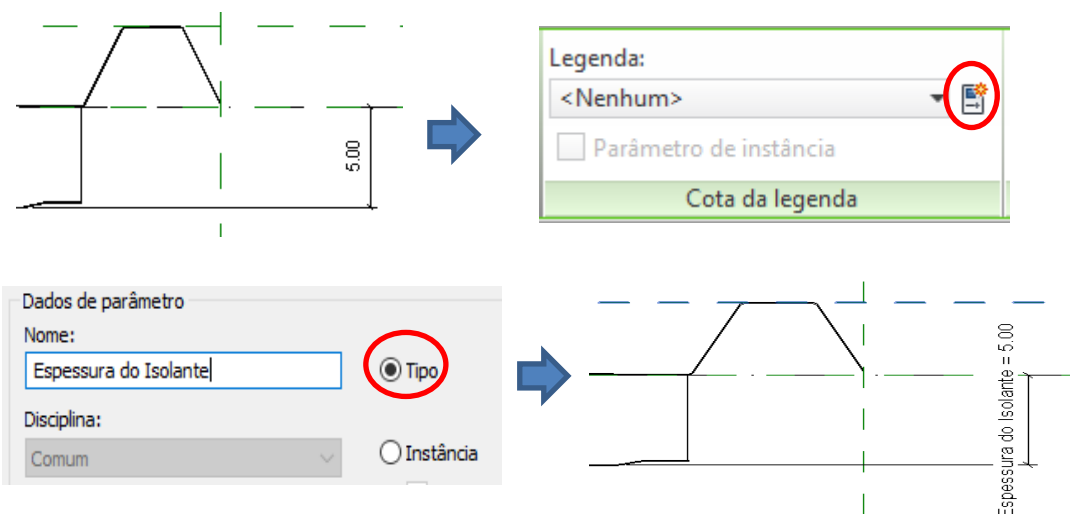 5.00
Legenda:
<Nenhum>
Parâmetro de instância
Cota da legenda
Dados de parâmetro
Nome:
Espessura do Isolante
Tipo
Disciplina:
Comum
Instância
Espessura do Isolante = 5.00